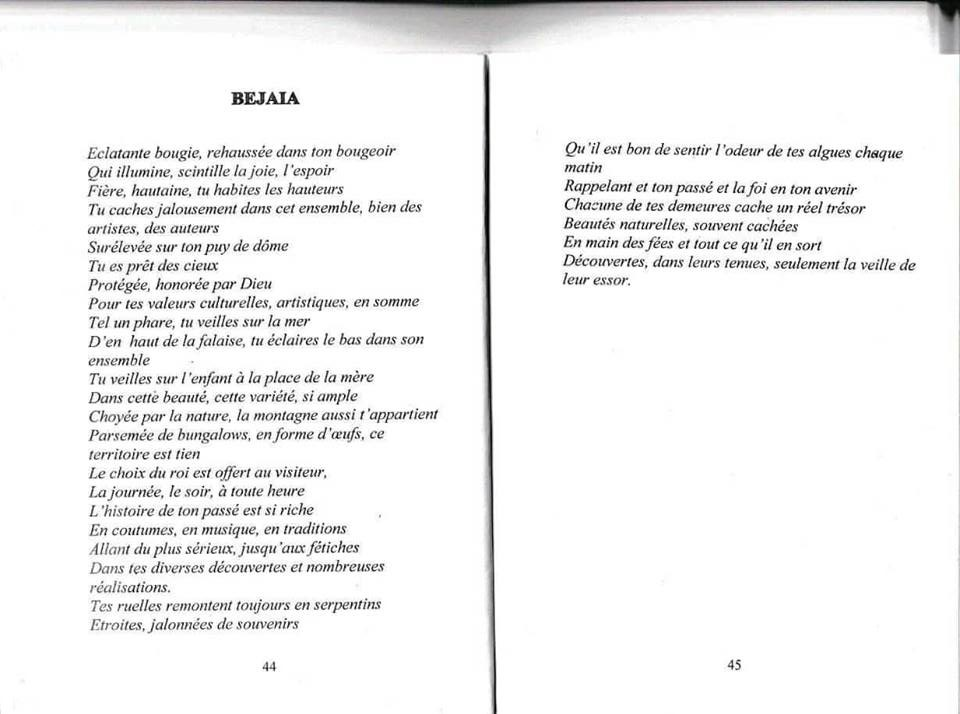 BEJAIA
Eclatante bougie, rehaussée dans ton bougeoir
Qui illumine, scintille la joie, l'espoir
Fière, hautaine, tu habites les hauteurs
Tu caches jalousement dans cet ensemble, bien des
artistes, des auteurs
Surélevée sur ton puy de dôme
Tu es prêt des cieux
Protégée, honorée par Dieu
Pour tes valeurs culturelles, artistiques, en somme
Tel un phare, tu veilles sur la mer
D'en haut de la falaise, tu éclaires le bas dans son
ensemble
Tu veilles sur l'enfant à la place de la mère
Dans cette beauté, cette variété, si ample
Choyée par la nature, la montagne aussi t'appartient
Parsemée de bungalows, en forme d'œufs, ce
territoire est tien
Le choix du roi est offert au visiteur,
La journée, le soir, à toute heure
L'histoire de ton passé est si riche
En coutumes, en musique, en traditions
Allant du plus sérieux, jusqu'aux fétiches
Dans tes diverses découvertes et nombreuses
réalisations.
Tes ruelles remontent toujours en serpentins
Etroites, jalonnées de souvenirs
44
Qu'il est bon de sentir l'odeur de tes algues chaque
matin
Rappelant et ton passé et la foi en ton avenir
Chacune de tes demeures cache un réel trésor
Beautés naturelles, souvent cachées
En main des fées et tout ce qu'il en sort
Découvertes, dans leurs tenues, seulement la veille de
leur essor.
45